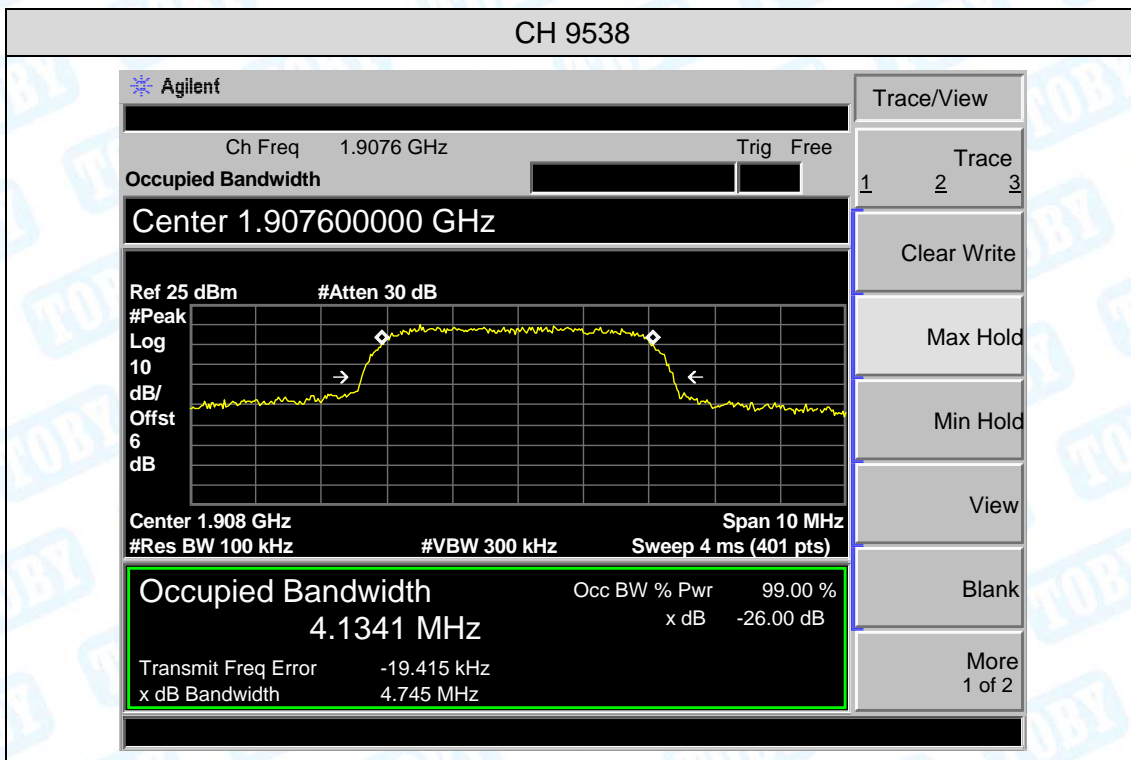 CH 9538
Agilent
Trace/View
Ch Freq 1.9076 GHz Trig Free
Occupied Bandwidth
Trace
1 2 3
Center 1.907600000 GHz
Clear Write
Ref 25 dBm #Atten 30 dB
#Peak
Log
10
dB/
Offst
6
dB
Max Hold
Min Hold
View
Center 1.908 GHz Span 10 MHz
#Res BW 100 kHz #VBW 300 kHz Sweep 4 ms (401 pts)
Occupied Bandwidth Occ BW % Pwr 99.00 %
4.1341 MHz x dB -26.00 dB
Blank
Transmit Freq Error -19.415 kHz
x dB Bandwidth 4.745 MHz
More
1 of 2
TOBY